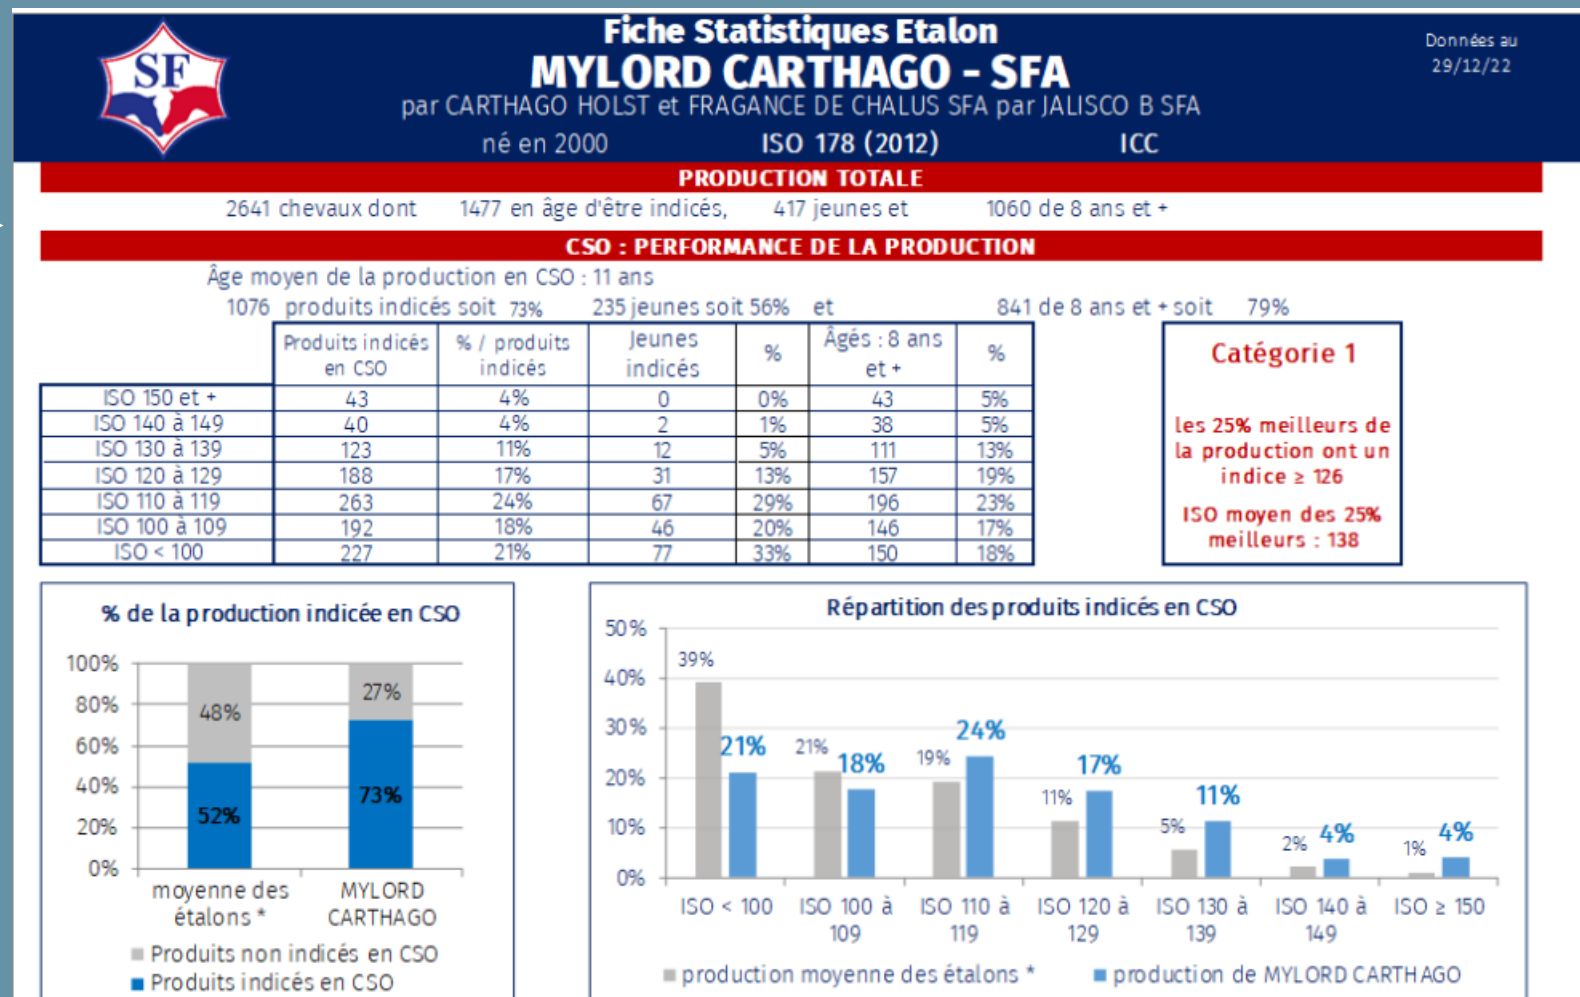 SF
Fiche Statistiques Etalon
MYLORD CARTHAGO - SFA
par CARTHAGO HOLST et FRAGANCE DE CHALUS SFA par JALISCO B SFA
né en 2000 ISO 178 (2012) ICC
Données au
29/12/22
PRODUCTION TOTALE
2641 chevaux dont 1477 en âge d'être indicés, 417 jeunes et 1060 de 8 ans et +
CSO : PERFORMANCE DE LA PRODUCTION
Âge moyen de la production en CSO : 11 ans
1076 produits indicés soit 73% 235 jeunes soit 56% et 841 de 8 ans et + soit 79%
Produits indicés en CSO % / produits indicés Jeunes indicés % Âgés : 8 ans et + %
ISO 150 et + 43 4% 0 0% 43 5%
ISO 140 à 149 40 4% 2 1% 38 5%
ISO 130 à 139 123 11% 12 5% 111 13%
ISO 120 à 129 188 17% 31 13% 157 19%
ISO 110 à 119 263 24% 67 29% 196 23%
ISO 100 à 109 192 18% 46 20% 146 17%
ISO < 100 227 21% 77 33% 150 18%
Catégorie 1
les 25% meilleurs de
la production ont un
indice ≥ 126
ISO moyen des 25%
meilleurs : 138
% de la production indicée en CSO
100%
80%
60%
40%
20%
0%
48%
52%
27%
73%
moyenne des
étalons *
MYLORD
CARTHAGO
Produits non indicés en CSO
Produits indicés en CSO
Répartition des produits indicés en CSO
50%
40%
30%
20%
10%
0%
39% 21%
21% 18%
19% 24%
11% 17%
5% 11%
2% 4%
1% 4%
ISO < 100
ISO 100 à
109
ISO 110 à
119
ISO 120 à
129
ISO 130 à
139
ISO 140 à
149
ISO ≥ 150
production moyenne des étalons *
production de MYLORD CARTHAGO